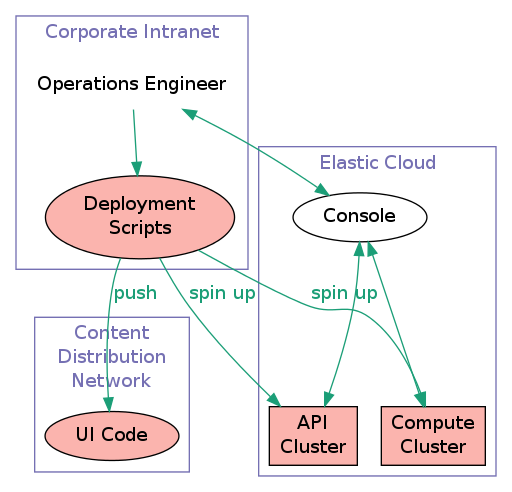 Corporate Intranet
Operations Engineer
Elastic Cloud
Deployment
Scripts
Console
push
spin up
spin up
Content
Distribution
Network
UI Code
API
Cluster
Compute
Cluster